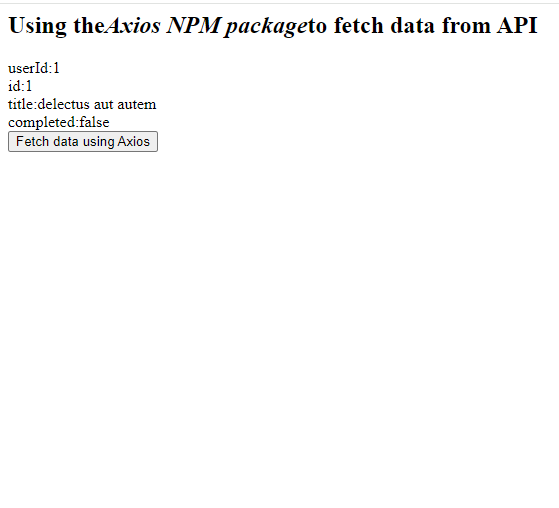 Using theAxios NPM packageto fetch data from API
userId:1
id:1
title:delectus aut autem
completed:false
Fetch data using Axios